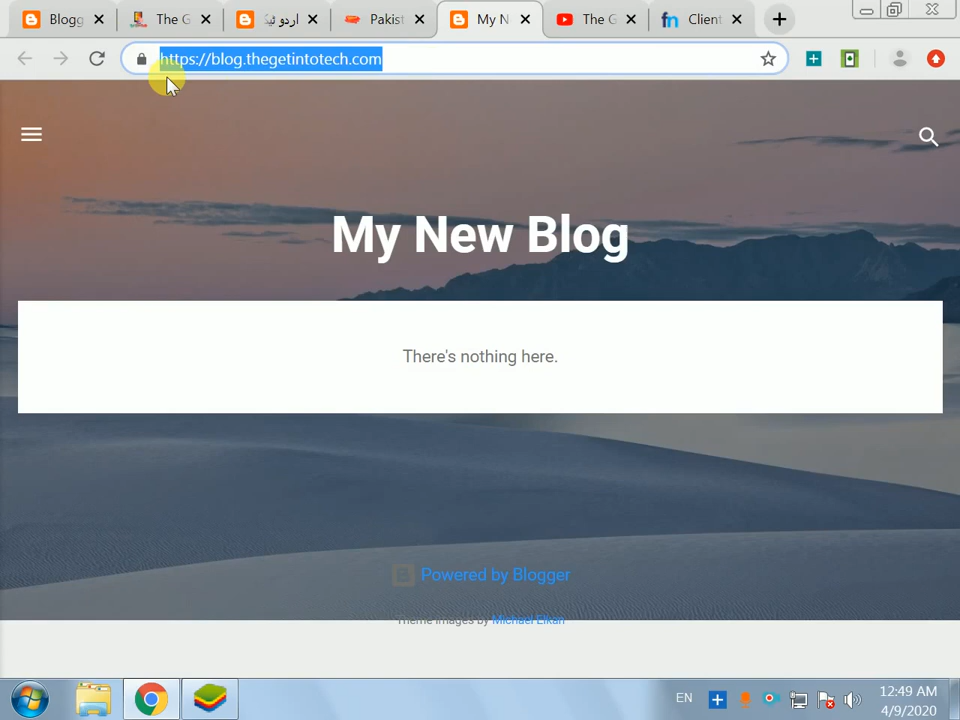 Blogg
The G
اردو ٹیک
Pakist
My N
The G
Client
https://blog.thegetintotech.com
My New Blog
There's nothing here.
Powered by Blogger
Theme images by Michael Elkan
EN
12:49 AM
4/9/2020